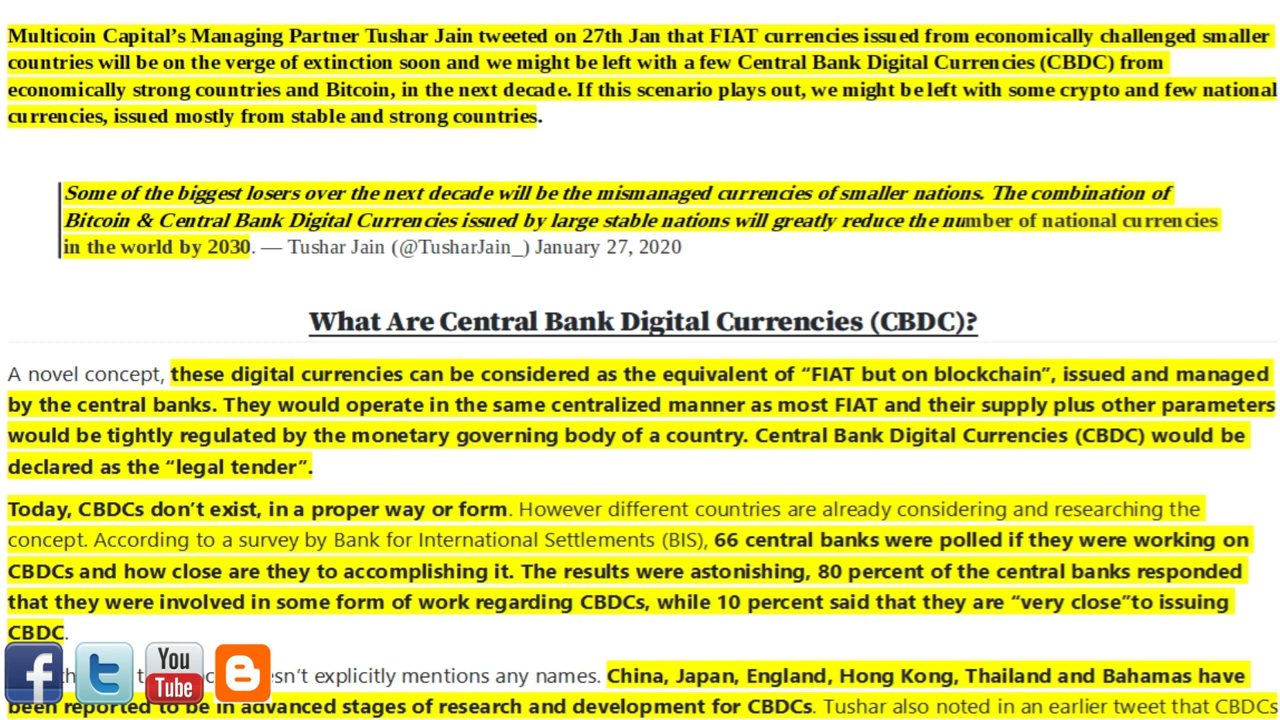 Multicoin Capital’s Managing Partner Tushar Jain tweeted on 27th Jan that FIAT currencies issued from economically challenged smaller
countries will be on the verge of extinction soon and we might be left with a few Central Bank Digital Currencies (CBDC) from
economically strong countries and Bitcoin, in the next decade. If this scenario plays out, we might be left with some crypto and few national
currencies, issued mostly from stable and strong countries.
Some of the biggest losers over the next decade will be the mismanaged currencies of smaller nations. The combination of
Bitcoin & Central Bank Digital Currencies issued by large stable nations will greatly reduce the number of national currencies
in the world by 2030. — Tushar Jain (@TusharJain_) January 27, 2020
What Are Central Bank Digital Currencies (CBDC)?
A novel concept, these digital currencies can be considered as the equivalent of “FIAT but on blockchain”, issued and managed
by the central banks. They would operate in the same centralized manner as most FIAT and their supply plus other parameters
would be tightly regulated by the monetary governing body of a country. Central Bank Digital Currencies (CBDC) would be
declared as the “legal tender”.
Today, CBDCs don’t exist, in a proper way or form. However different countries are already considering and researching the
concept. According to a survey by Bank for International Settlements (BIS), 66 central banks were polled if they were working on
CBDCs and how close are they to accomplishing it. The results were astonishing, 80 percent of the central banks responded
that they were involved in some form of work regarding CBDCs, while 10 percent said that they are “very close”to issuing
CBDC.
explicitly mentions any names. China, Japan, England, Hong Kong, Thailand and Bahamas have
been reported to be in advanced stages of research and development for CBDCs. Tushar also noted in an earlier tweet that CBDCs
You
Tube